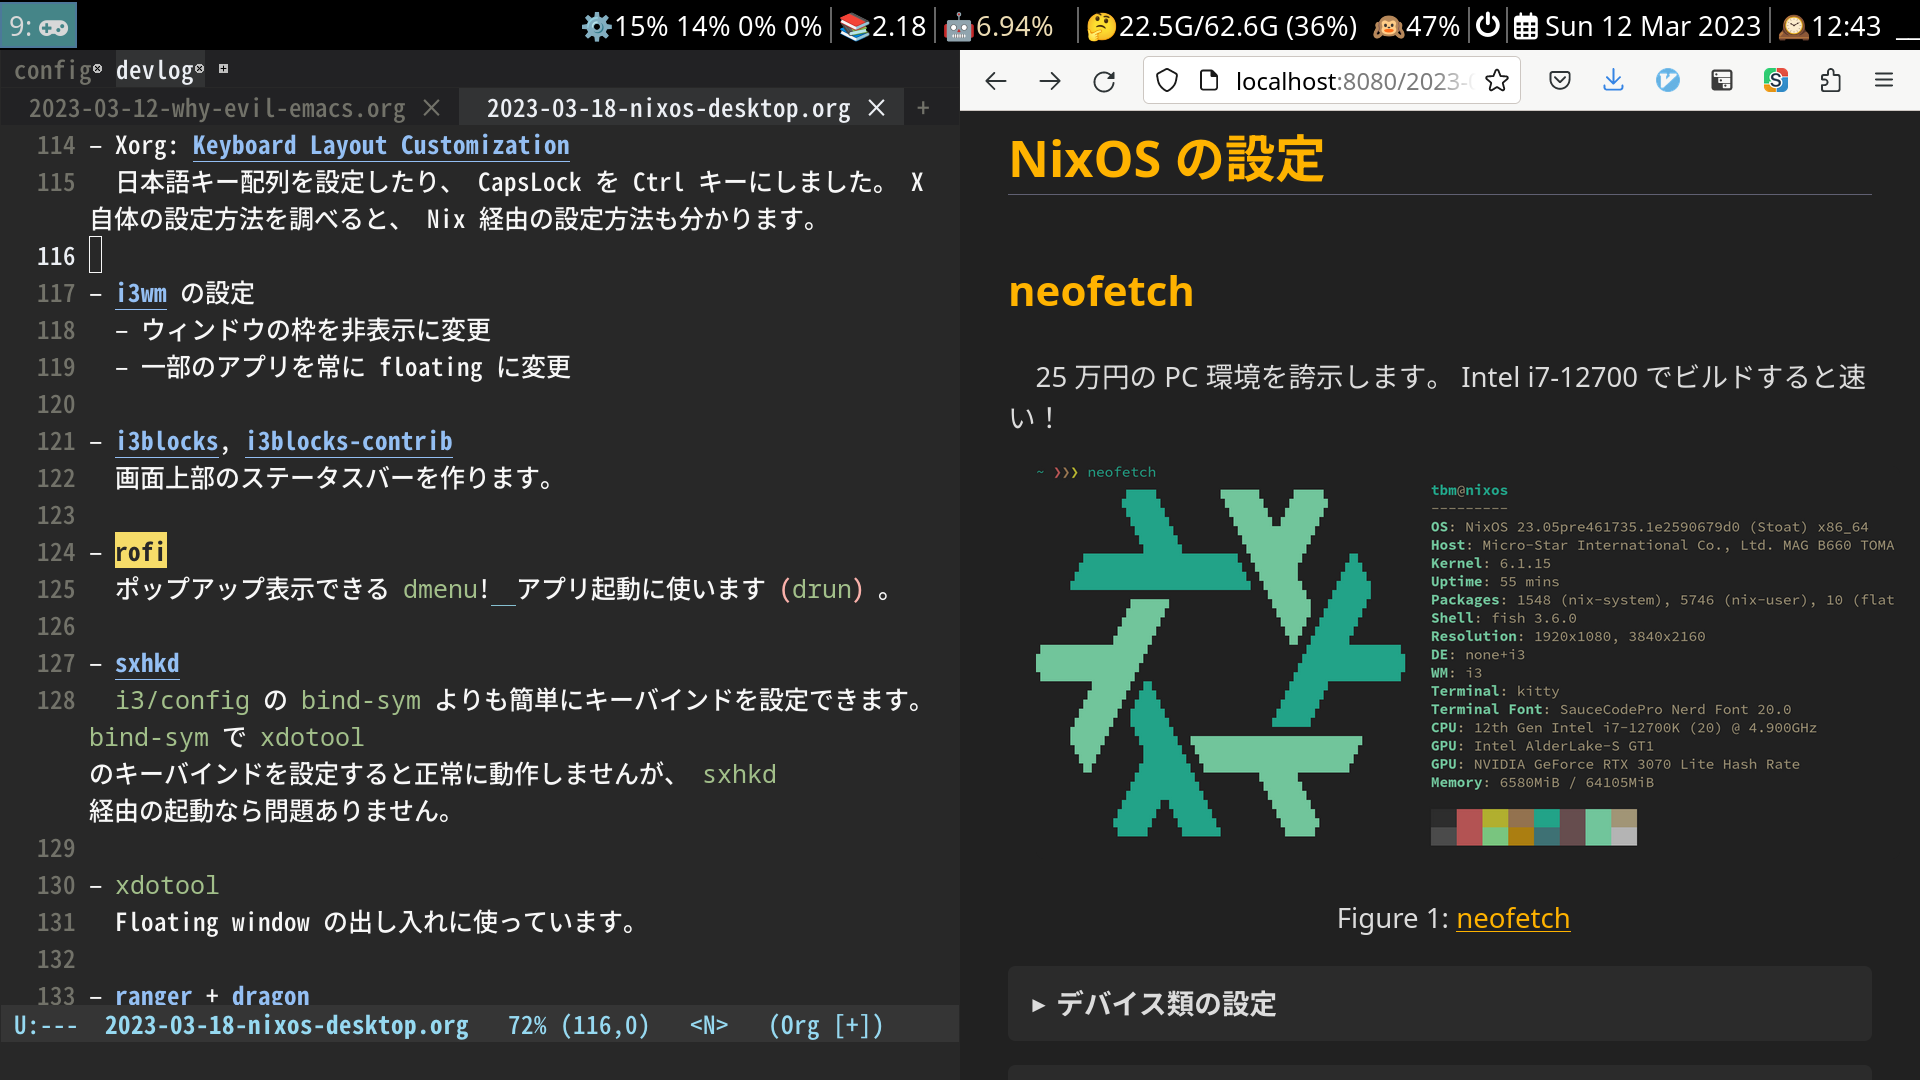 9: 🎮 ⚙️15% 14% 0% 0% 📚2.18 🤖6.94% 🤔22.5G/62.6G (36%) 🙉47% ⏻ Sun 12 Mar 2023 🕰️12:43
config devlog
2023-03-12-why-evil-emacs.org × 2023-03-18-nixos-desktop.org × +
114 - Xorg: Keyboard Layout Customization
115 日本語キー配列を設定したり、 CapsLock を Ctrl キーにしました。 X
自体の設定方法を調べると、 Nix 経由の設定方法も分かります。
116
117 - i3wm の設定
118 - ウィンドウの枠を非表示に変更
119 - 一部のアプリを常に floating に変更
120
121 - i3blocks, i3blocks-contrib
122 画面上部のステータスバーを作ります。
123
124 - rofi
125 ポップアップ表示できる dmenu!__アプリ起動に使います (drun) 。
126
127 - sxhkd
128 i3/config の bind-sym よりも簡単にキーバインドを設定できます。
bind-sym で xdotool
のキーバインドを設定すると正常に動作しませんが、 sxhkd
経由の起動なら問題ありません。
129
130 - xdotool
131 Floating window の出し入れに使っています。
132
133 - ranger + dragon
U:--- 2023-03-18-nixos-desktop.org 72% (116,0) <N> (Org [+])
localhost:8080/2023-
NixOS の設定
neofetch
25 万円の PC 環境を誇示します。 Intel i7-12700 でビルドすると速
い！
~ ❯❯❯ neofetch
tbm@nixos
---------
OS: NixOS 23.05pre461735.1e2590679d0 (Stoat) x86_64
Host: Micro-Star International Co., Ltd. MAG B660 TOMA
Kernel: 6.1.15
Uptime: 55 mins
Packages: 1548 (nix-system), 5746 (nix-user), 10 (flat
Shell: fish 3.6.0
Resolution: 1920x1080, 3840x2160
DE: none+i3
WM: i3
Terminal: kitty
Terminal Font: SauceCodePro Nerd Font 20.0
CPU: 12th Gen Intel i7-12700K (20) @ 4.900GHz
GPU: Intel AlderLake-S GT1
GPU: NVIDIA GeForce RTX 3070 Lite Hash Rate
Memory: 6580MiB / 64105MiB
Figure 1: neofetch
▸ デバイス類の設定